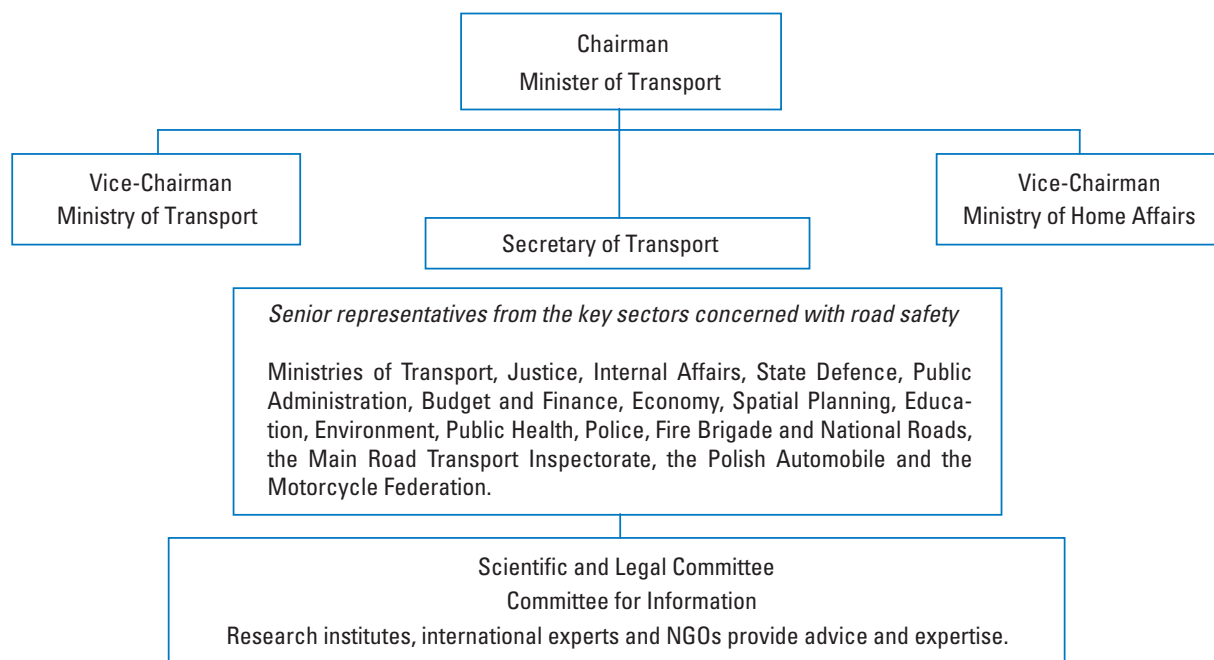 Chairman
Minister of Transport
Vice-Chairman
Ministry of Transport
Vice-Chairman
Ministry of Home Affairs
Secretary of Transport
Senior representatives from the key sectors concerned with road safety
Ministries of Transport, Justice, Internal Affairs, State Defence, Public
Administration, Budget and Finance, Economy, Spatial Planning, Educa-
tion, Environment, Public Health, Police, Fire Brigade and National Roads,
the Main Road Transport Inspectorate, the Polish Automobile and the
Motorcycle Federation.
Scientific and Legal Committee
Committee for Information
Research institutes, international experts and NGOs provide advice and expertise.